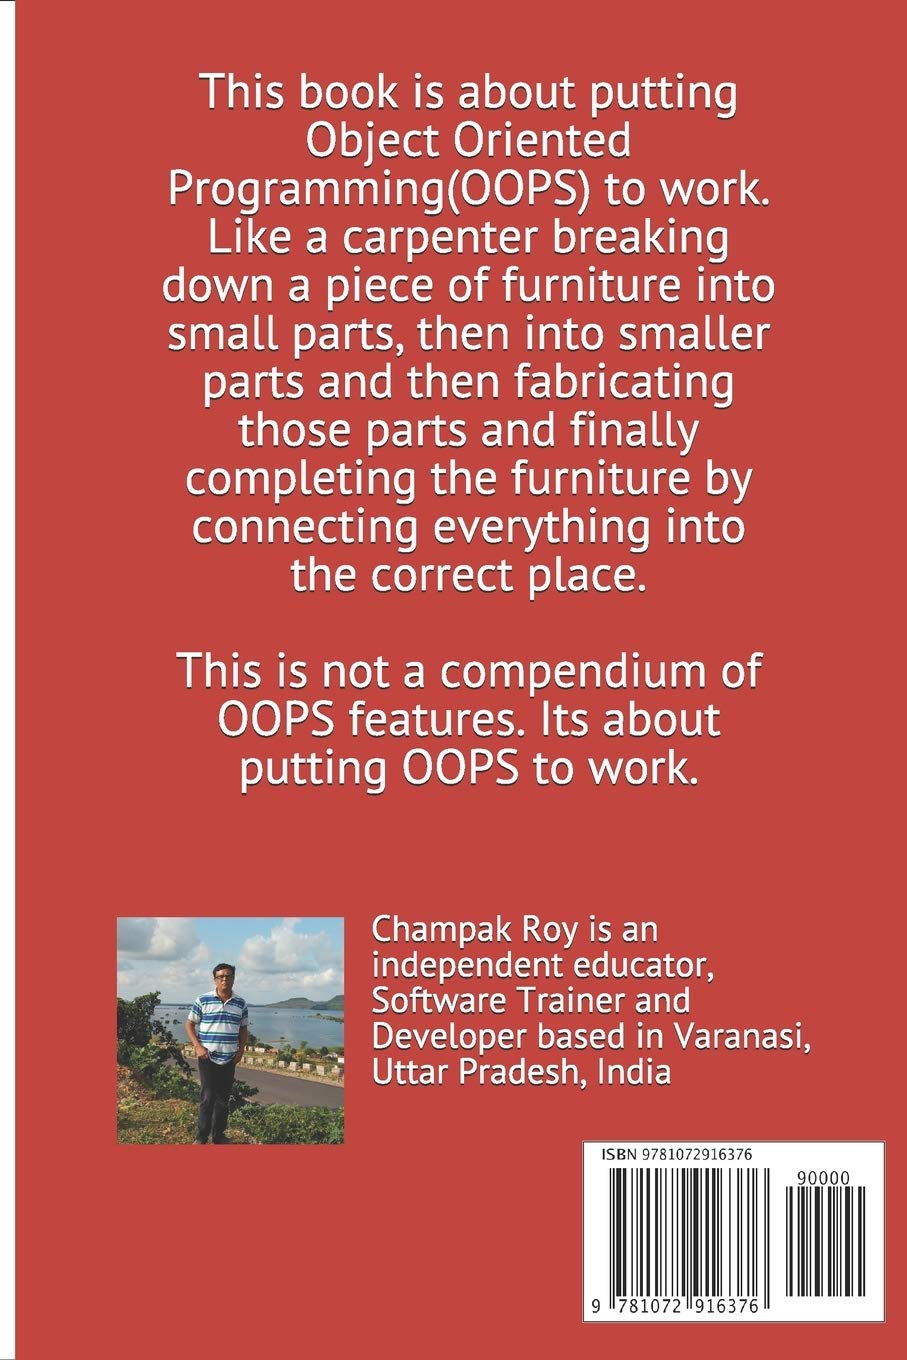 This book is about putting
Object Oriented
Programming(OOPS) to work.
Like a carpenter breaking
down a piece of furniture into
small parts, then into smaller
parts and then fabricating
those parts and finally
completing the furniture by
connecting everything into
the correct place.
This is not a compendium of
OOPS features. Its about
putting OOPS to work.
Champak Roy is an
independent educator,
Software Trainer and
Developer based in Varanasi,
Uttar Pradesh, India
ISBN 9781072916376
90000
9 781072 916376